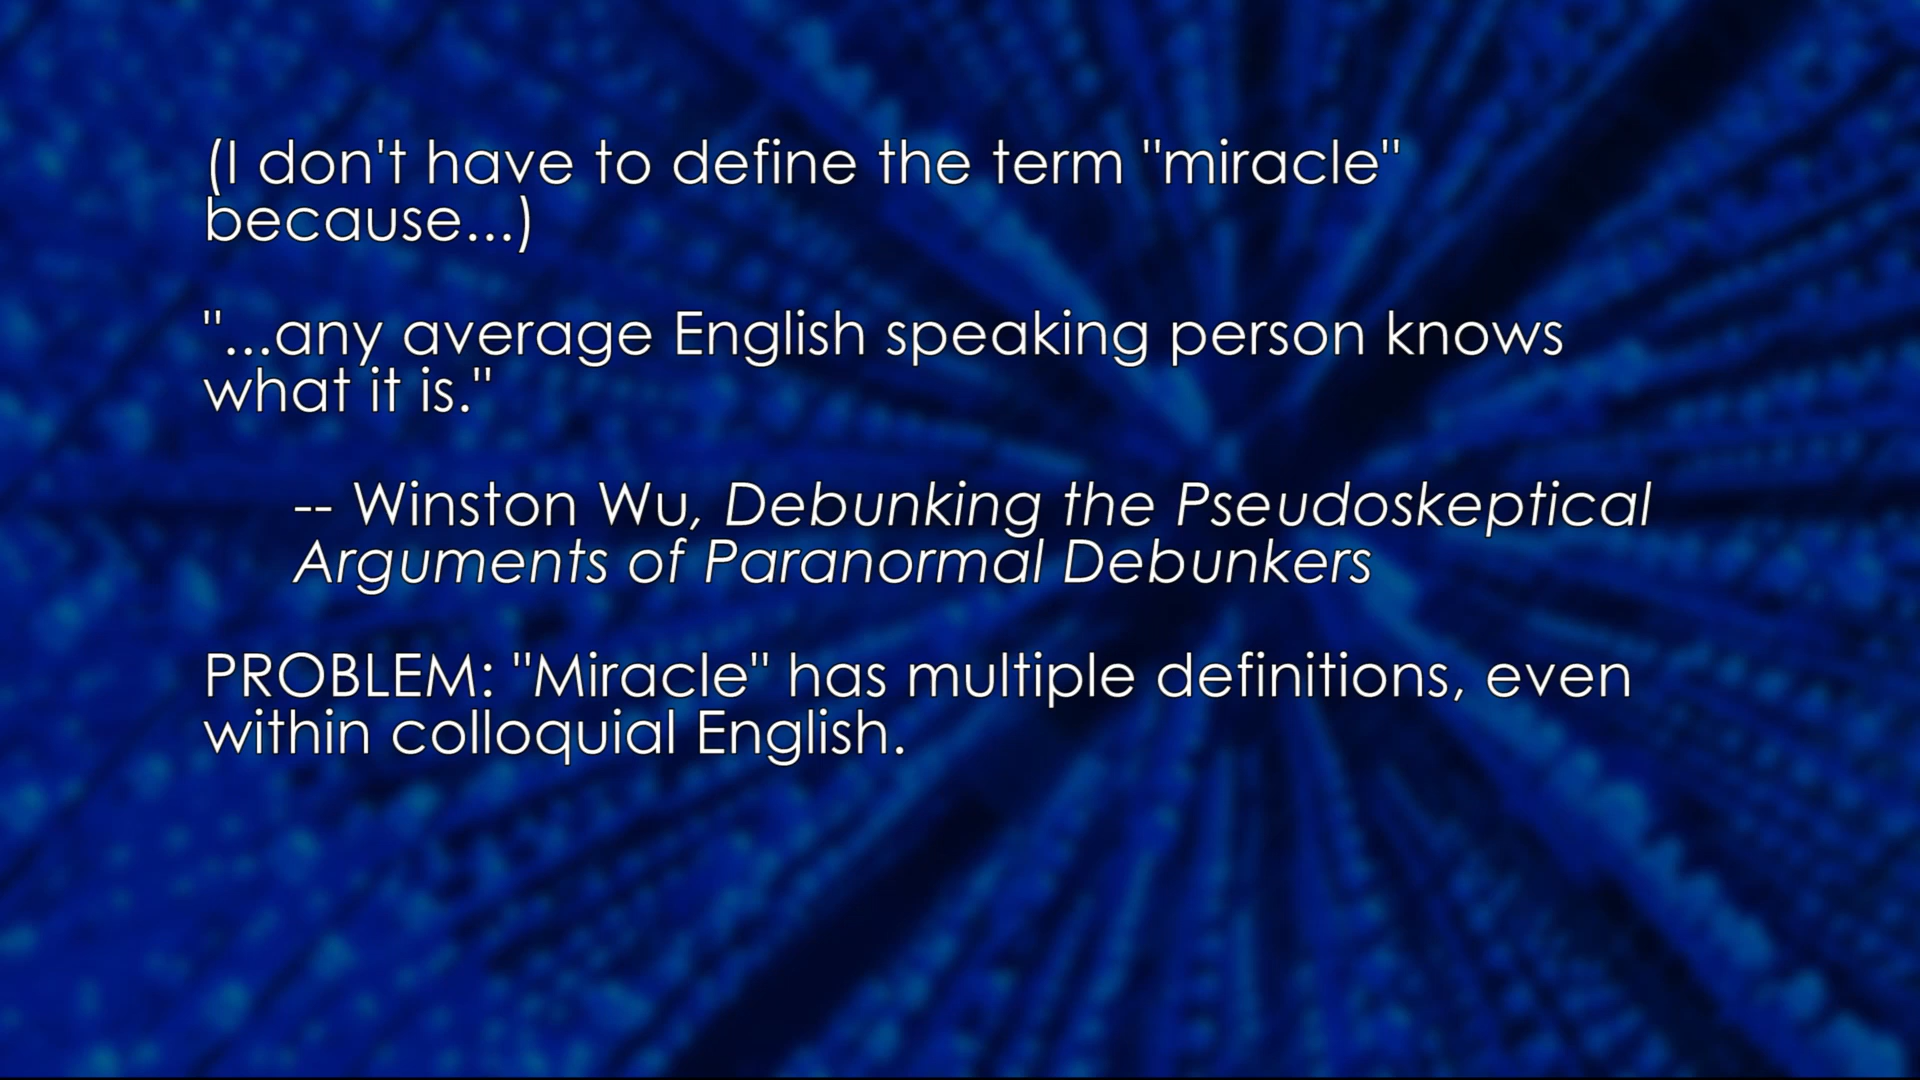 (I don't have to define the term "miracle"
because...)
"...any average English speaking person knows
what it is."
-- Winston Wu, Debunking the Pseudoskeptical
Arguments of Paranormal Debunkers
PROBLEM: "Miracle" has multiple definitions, even
within colloquial English.